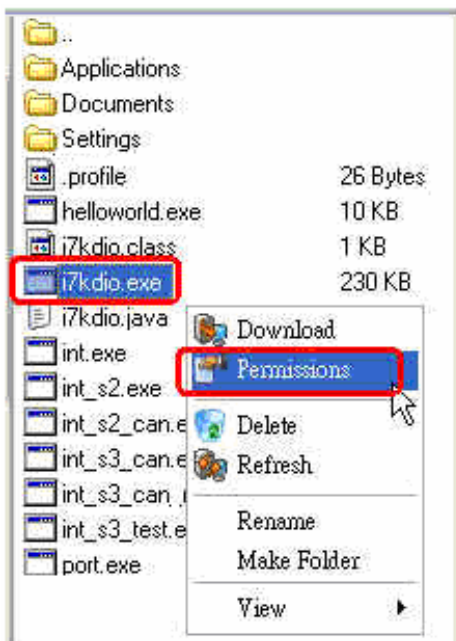 ..
Applications
Documents
Settings
.profile 26 Bytes
helloworld.exe 10 KB
i7kdio.class 1 KB
i7kdio.exe 230 KB
i7kdio.java
int.exe
int_s2.exe
int_s2_can.e
int_s3_can.e
int_s3_can_
int_s3_test.e
port.exe
Download
Permissions
Delete
Refresh
Rename
Make Folder
View